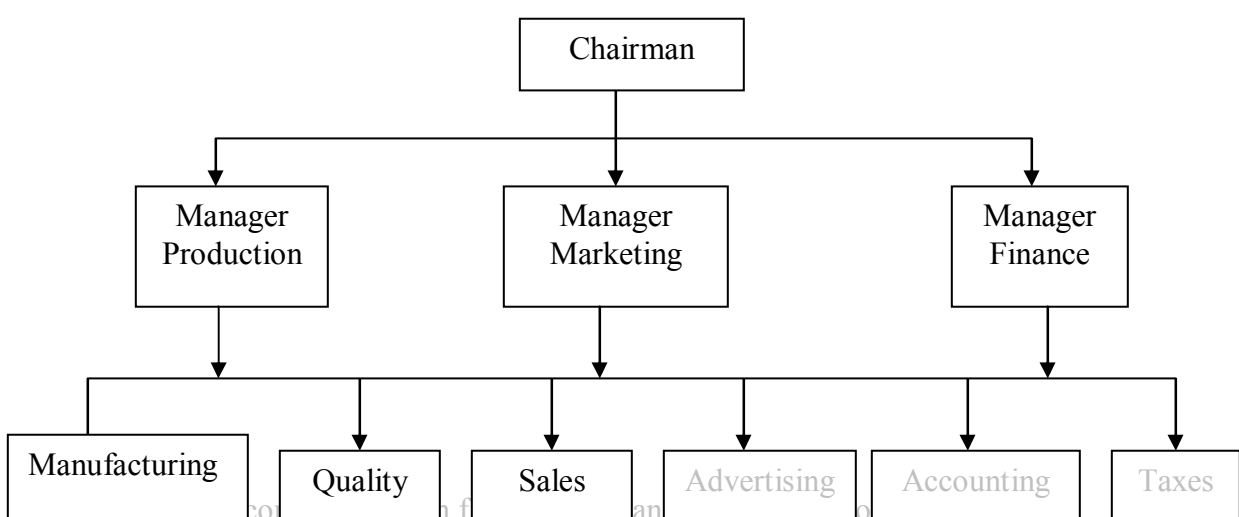 Chairman
Manager
Production
Manager
Marketing
Manager
Finance
Manufacturing
Quality
Sales
Advertising
Accounting
Taxes